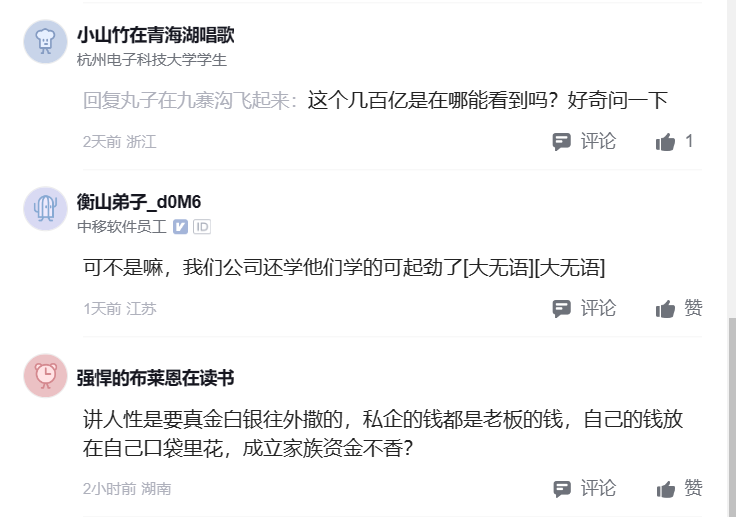 小山竹在青海湖唱歌
杭州电子科技大学学生
回复丸子在九寨沟飞起来：这个几百亿是在哪能看到吗？好奇问一下
2天前 浙江
评论
1
衡山弟子_d0M6
中移软件员工 V ID
可不是嘛，我们公司还学他们学的可起劲了[大无语][大无语]
1天前 江苏
评论
赞
强悍的布莱恩在读书
讲人性是要真金白银往外撒的，私企的钱都是老板的钱，自己的钱放
在自己口袋里花，成立家族资金不香？
2小时前 湖南
评论
赞